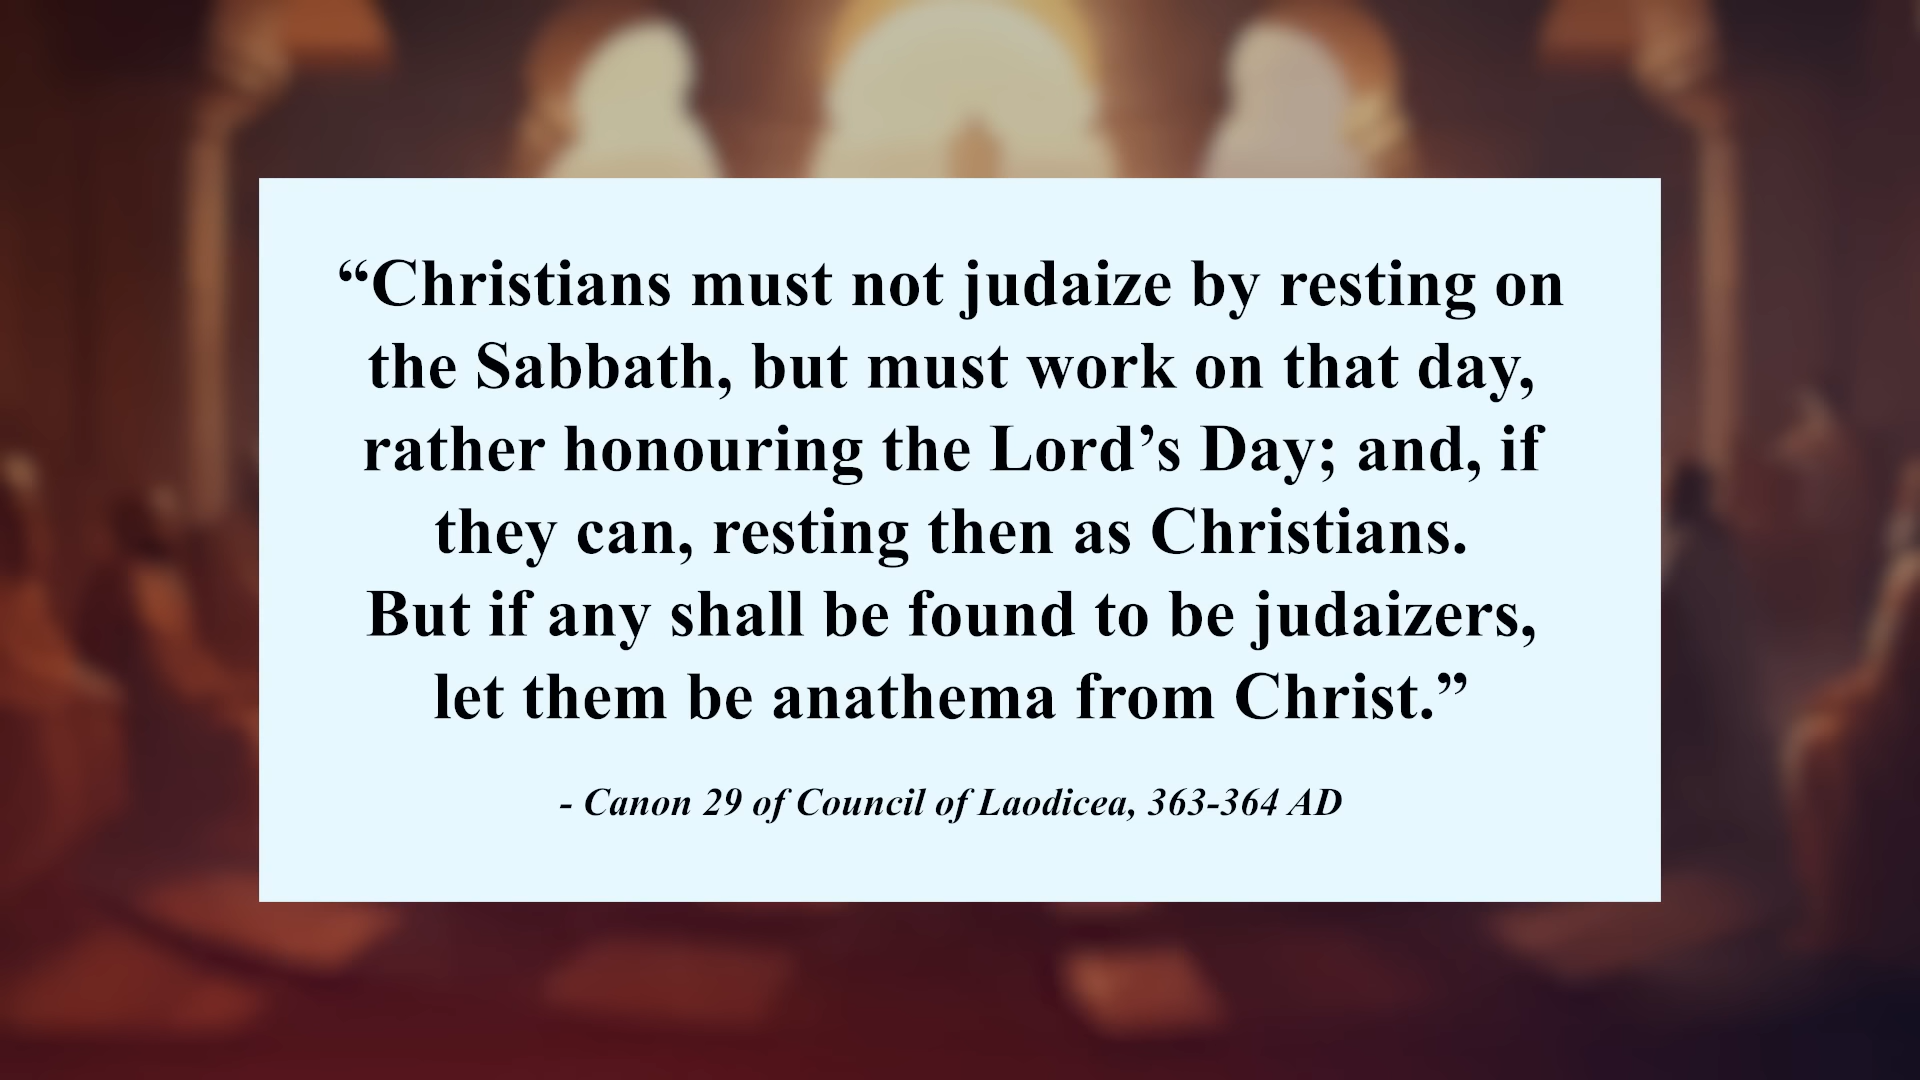 “Christians must not judaize by resting on
the Sabbath, but must work on that day,
rather honouring the Lord’s Day; and, if
they can, resting then as Christians.
But if any shall be found to be judaizers,
let them be anathema from Christ.”
- Canon 29 of Council of Laodicea, 363-364 AD